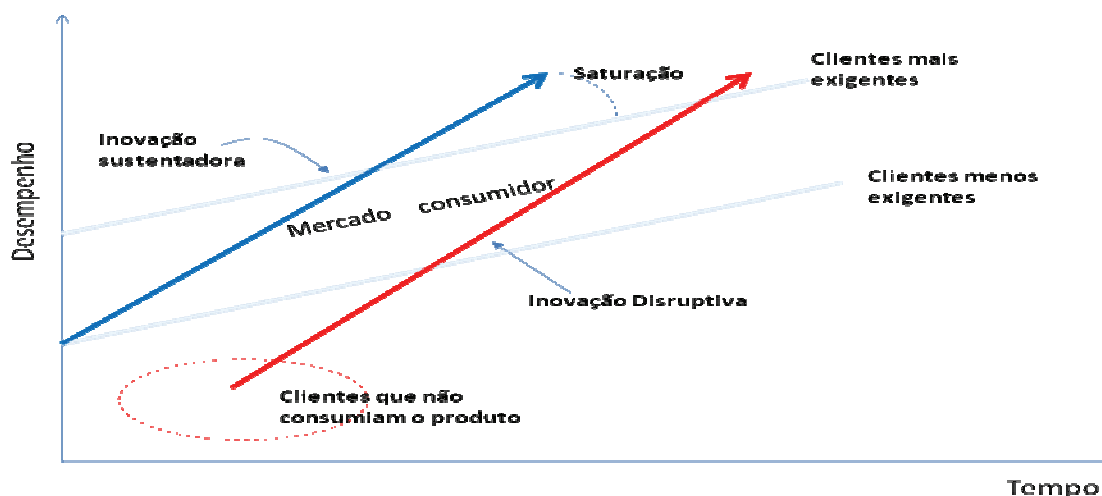 Saturação
Clientes mais
exigentes
Inovação
sustentadora
Desempenho
Mercado consumidor
Clientes menos
exigentes
Inovação Disruptiva
Clientes que não
consumiam o produto
Tempo